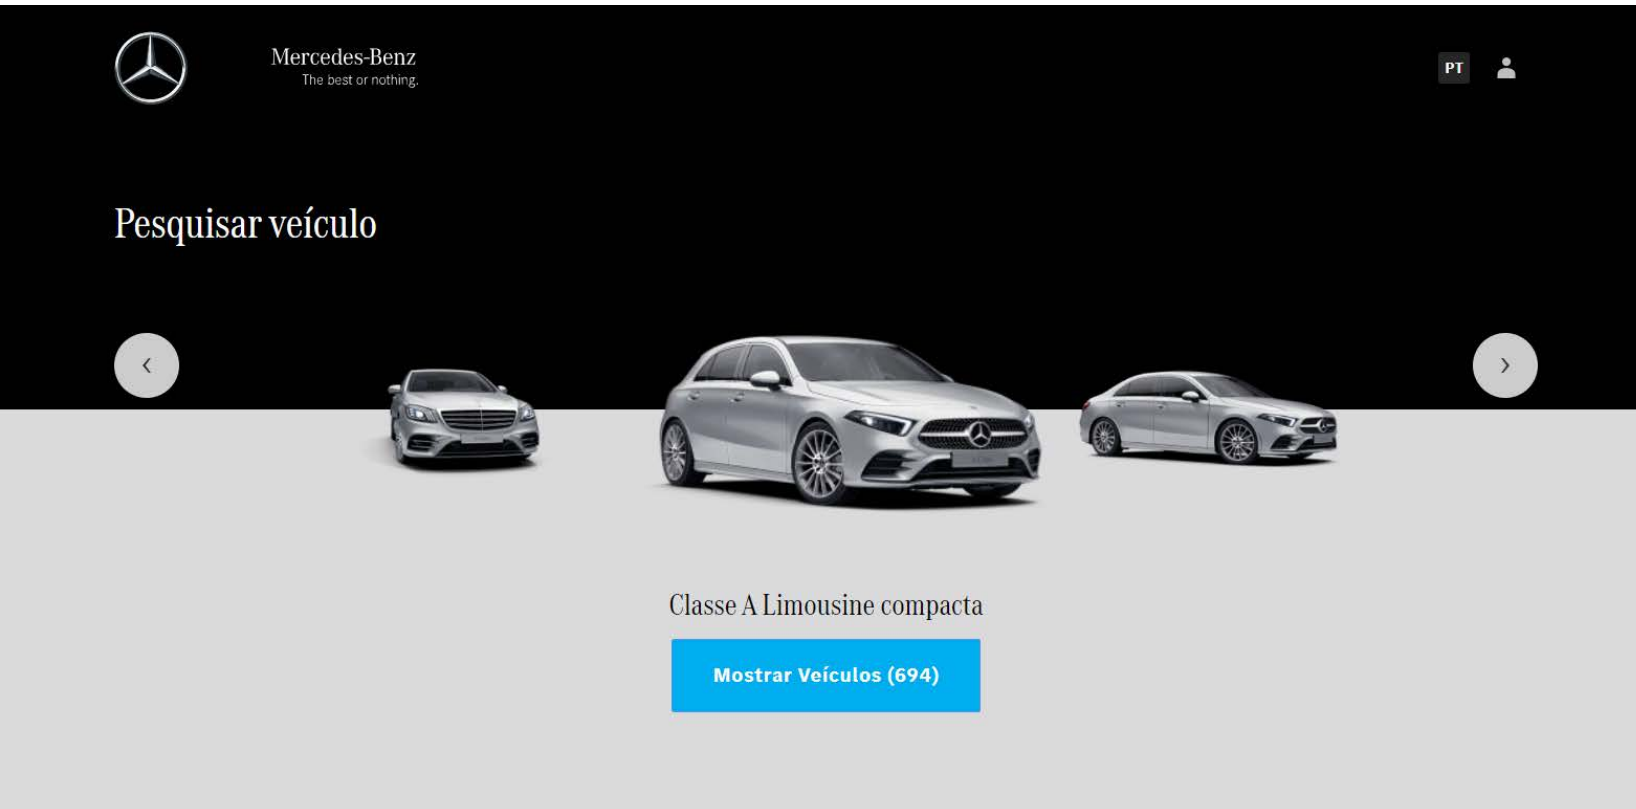 Mercedes-Benz
The best or nothing.
PT
Pesquisar veículo
Classe A Limousine compacta
Mostrar Veículos (694)